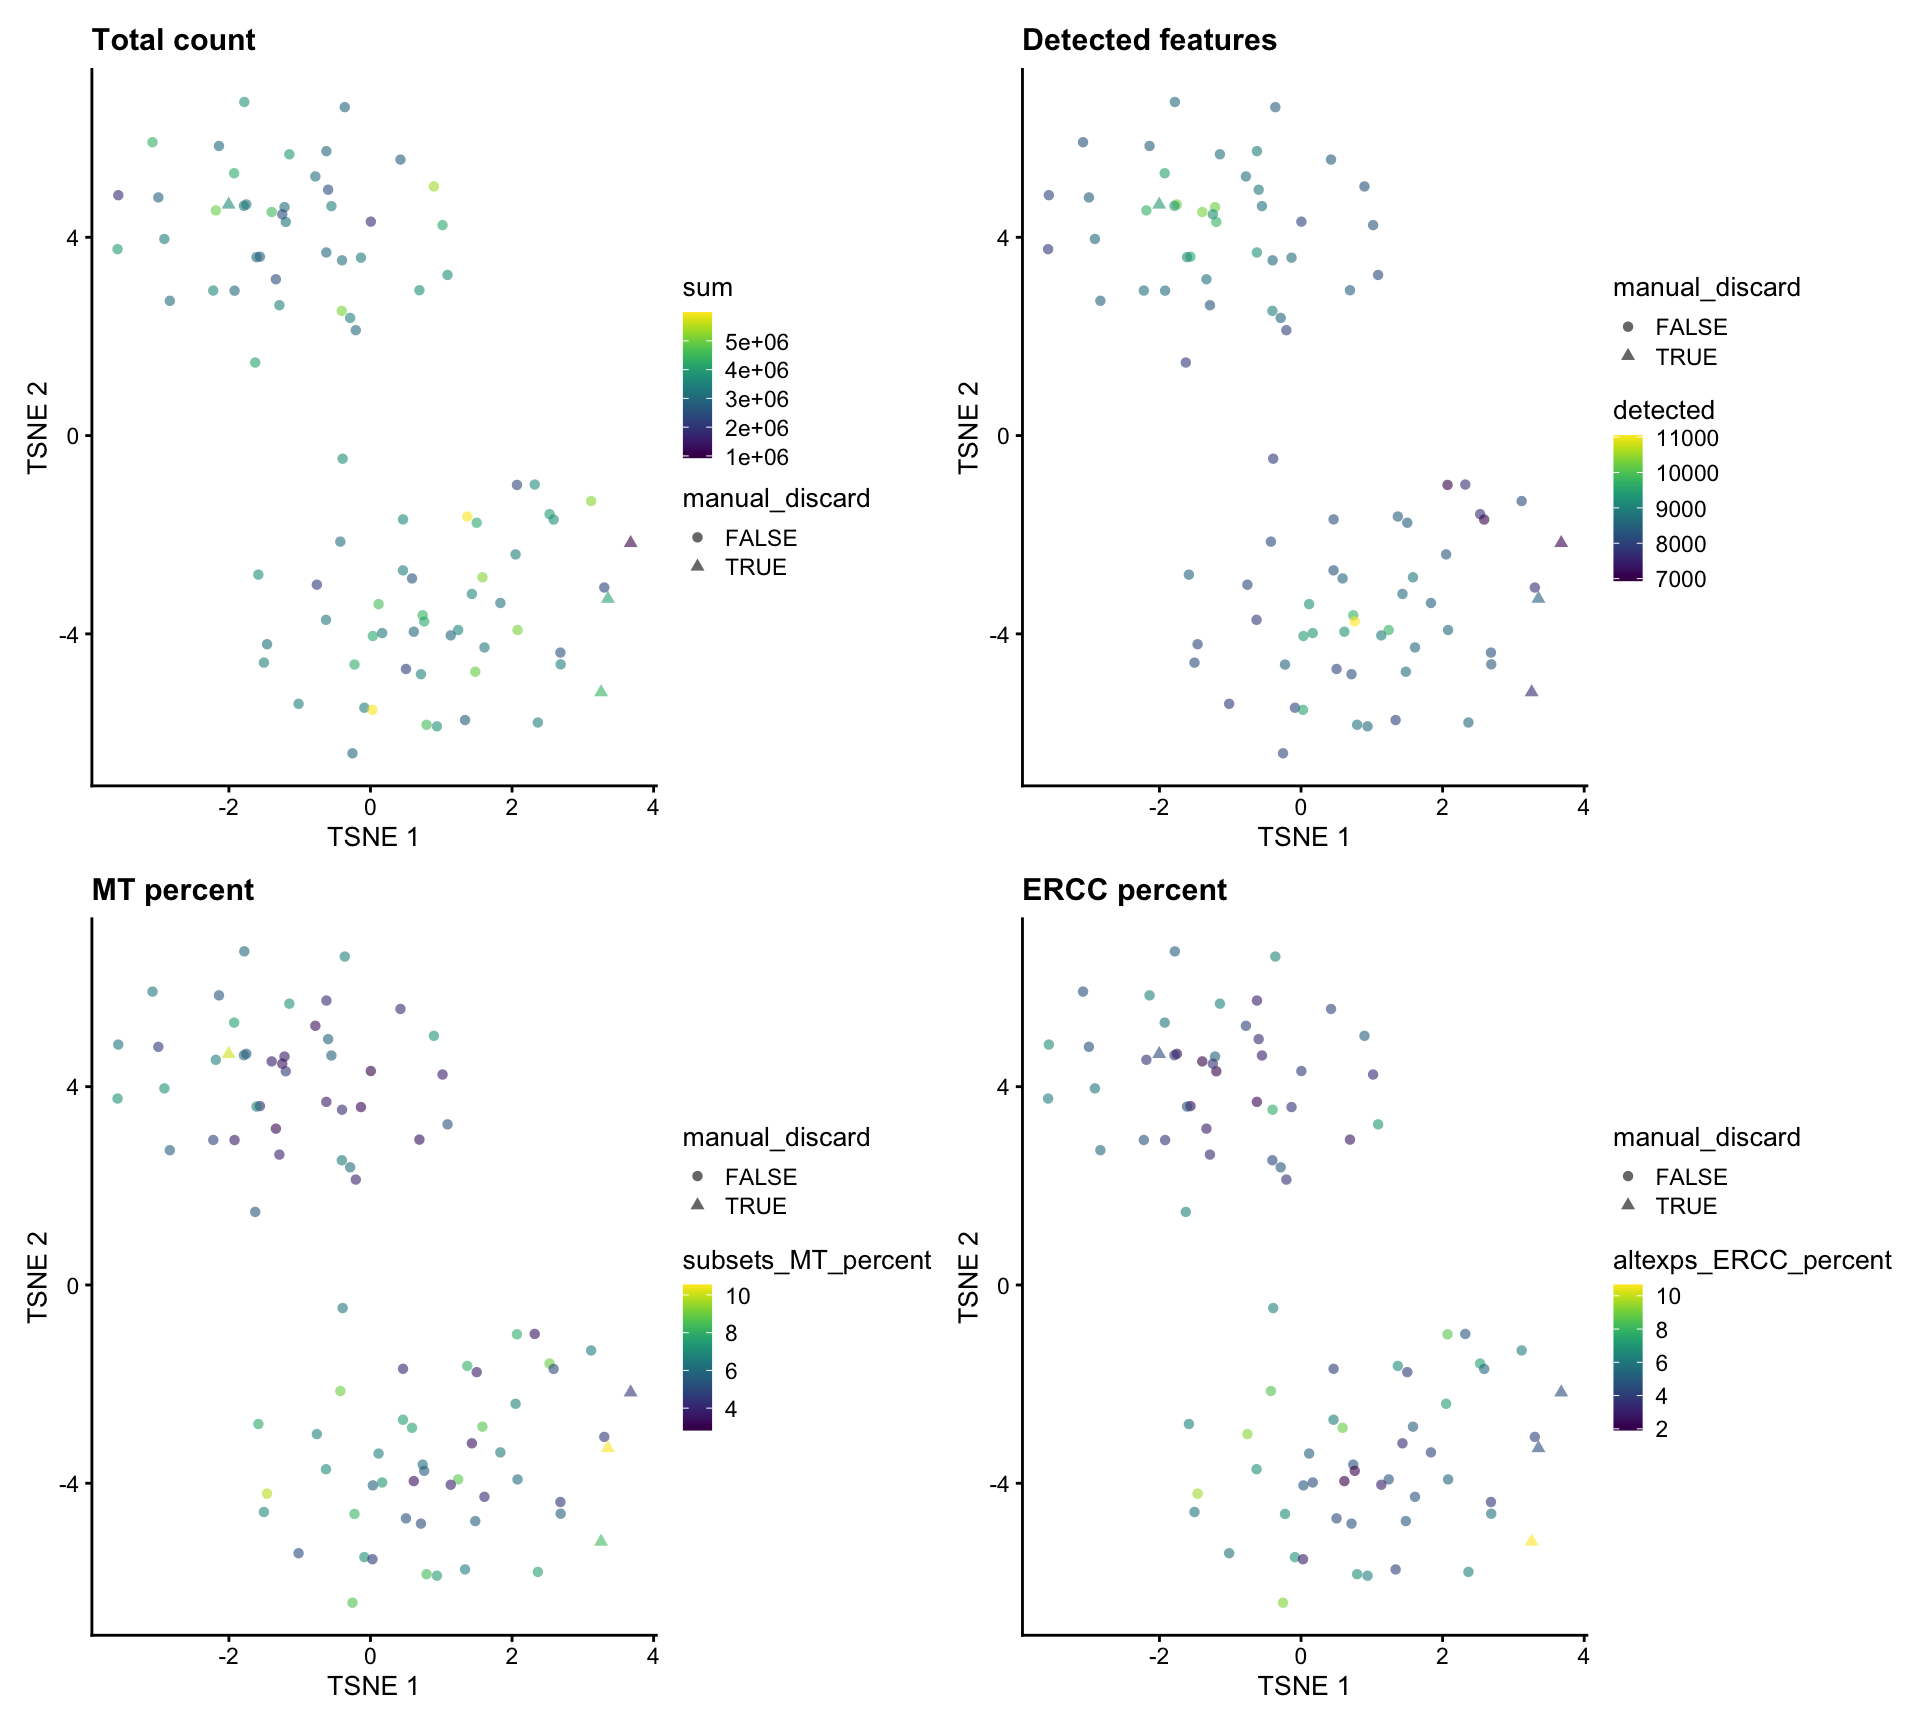 Total count
TSNE 2
4
0
-4
-2 0 2 4
TSNE 1
sum
5e+06
4e+06
3e+06
2e+06
1e+06
manual_discard
FALSE
TRUE
Detected features
TSNE 2
4
0
-4
-2 0 2 4
TSNE 1
manual_discard
FALSE
TRUE
detected
11000
10000
9000
8000
7000
MT percent
TSNE 2
4
0
-4
-2 0 2 4
TSNE 1
manual_discard
FALSE
TRUE
subsets_MT_percent
10
8
6
4
ERCC percent
TSNE 2
4
0
-4
-2 0 2 4
TSNE 1
manual_discard
FALSE
TRUE
altexps_ERCC_percent
10
8
6
4
2